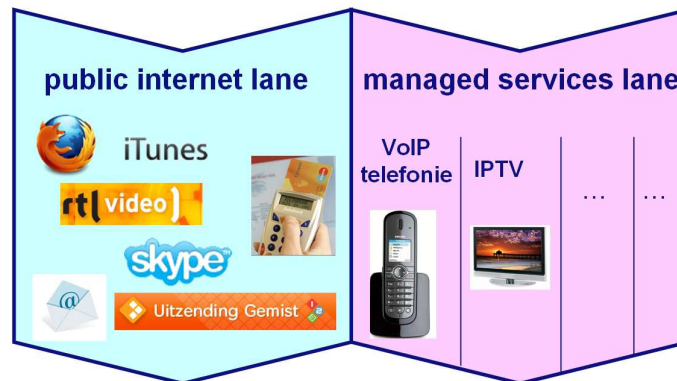 public internet lane
iTunes
rtl video
skype
@
Uitzending Gemist
managed services lane
VoIP
telefonie
IPTV
...
...